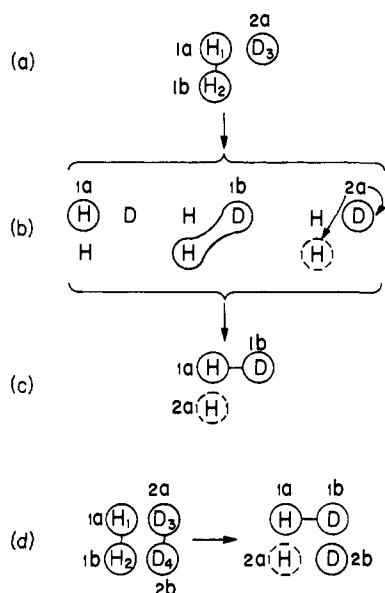 2a
(a) 1a H₁ D₃
1b H₂
1a 1b 2a
(b) H D H D H D
H H H
1b
(c) 1a H D
2a H
2a 1a 1b
(d) 1a H₁ D₃ H D
1b H₂ D₄ 2a H D 2b
2b